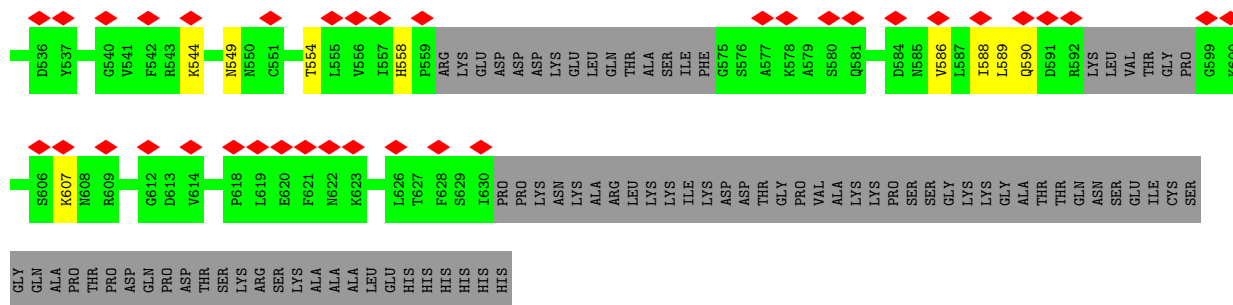 D536 Y537 G540 V541 F542 R543 K544 N549 N550 C551 T554 L555 V556 I557 H558 P559 ARG LYS GLU ASP ASP ASP LYS GLU LEU GLN THR ALA SER ILE PHE G575 S576 A577 K578 A579 S580 Q581 D584 N585 V586 L587 I588 L589 Q590 D591 R592 LYS LEU VAL THR GLY PRO G599
S606 K607 N608 R609 G612 D613 V614 P618 L619 E620 F621 N622 K623 L626 T627 F628 S629 I630 PRO PRO LYS ASN LYS ALA ARG LEU LYS LYS ILE LYS ASP ASP THR GLY PRO VAL ALA LYS LYS PRO SER SER GLY LYS LYS GLY ALA THR THR GLN ASN SER GLU ILE CYS SER
GLY GLN ALA PRO THR PRO ASP GLN PRO ASP THR SER LYS ARG SER LYS ALA ALA ALA LEU GLU HIS HIS HIS HIS HIS